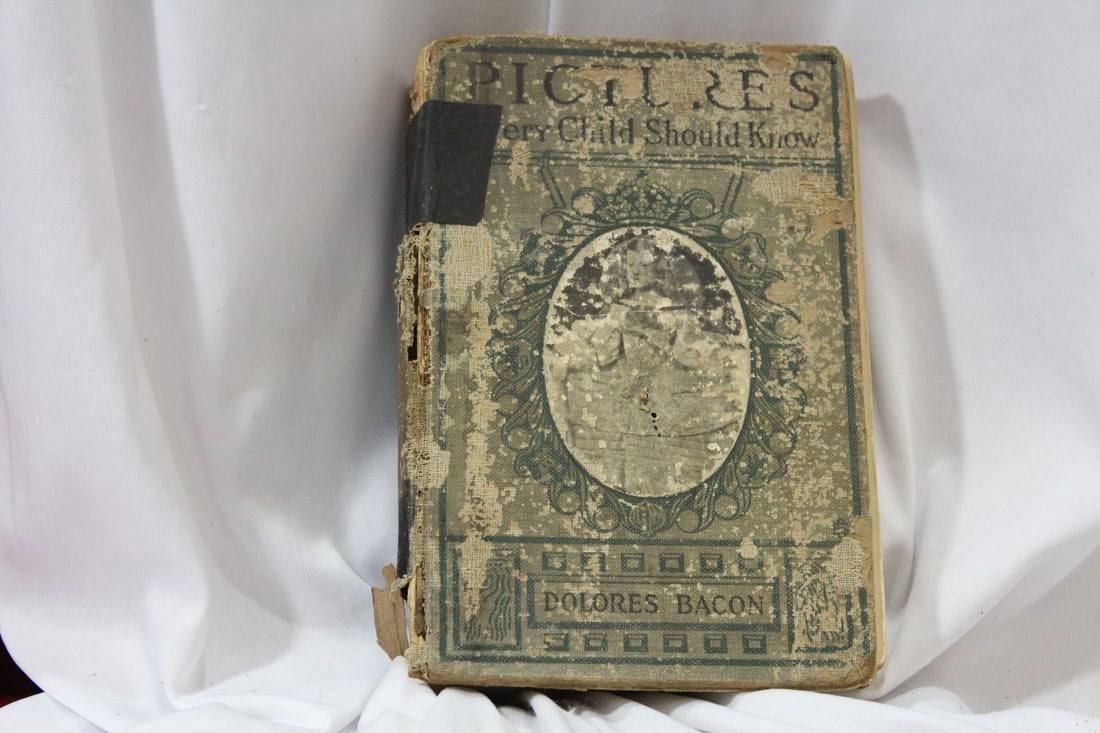 PICTURES
Every Child Should Know
DOLORES BACON